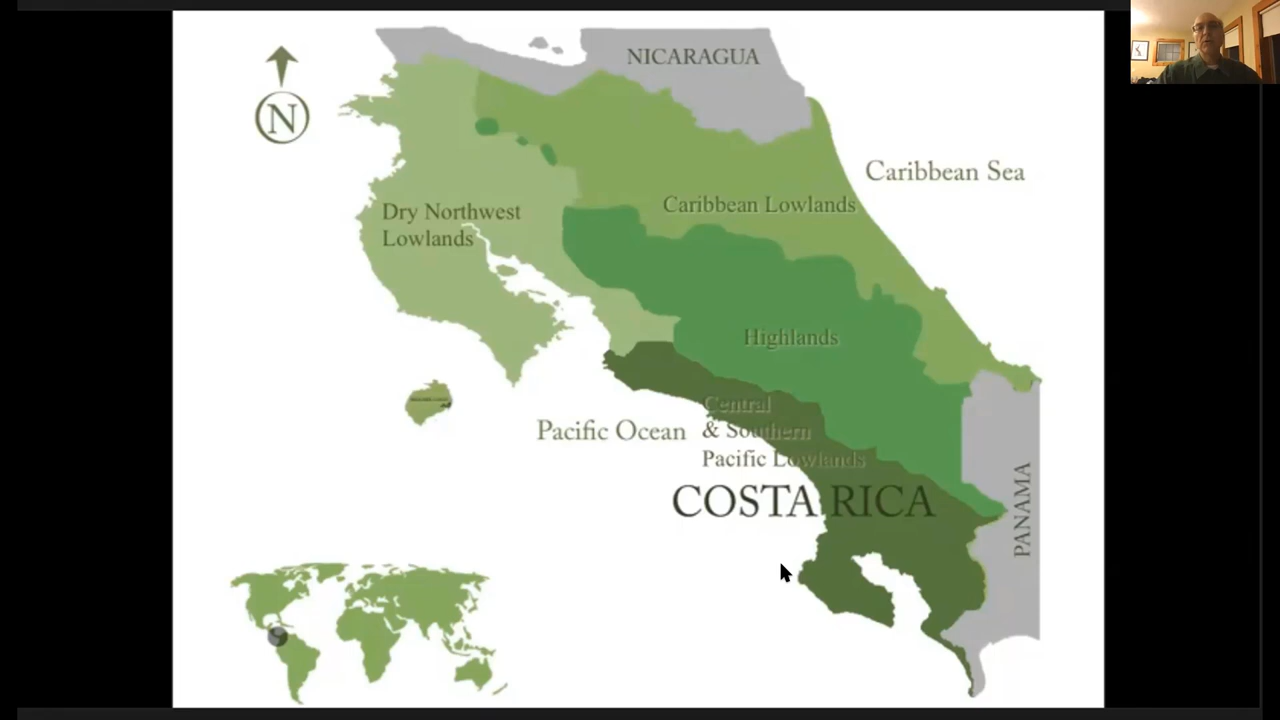 NICARAGUA
N
Caribbean Sea
Caribbean Lowlands
Dry Northwest
Lowlands
Highlands
Central
& Southern
Pacific Lowlands
Pacific Ocean
COSTA RICA
PANAMA